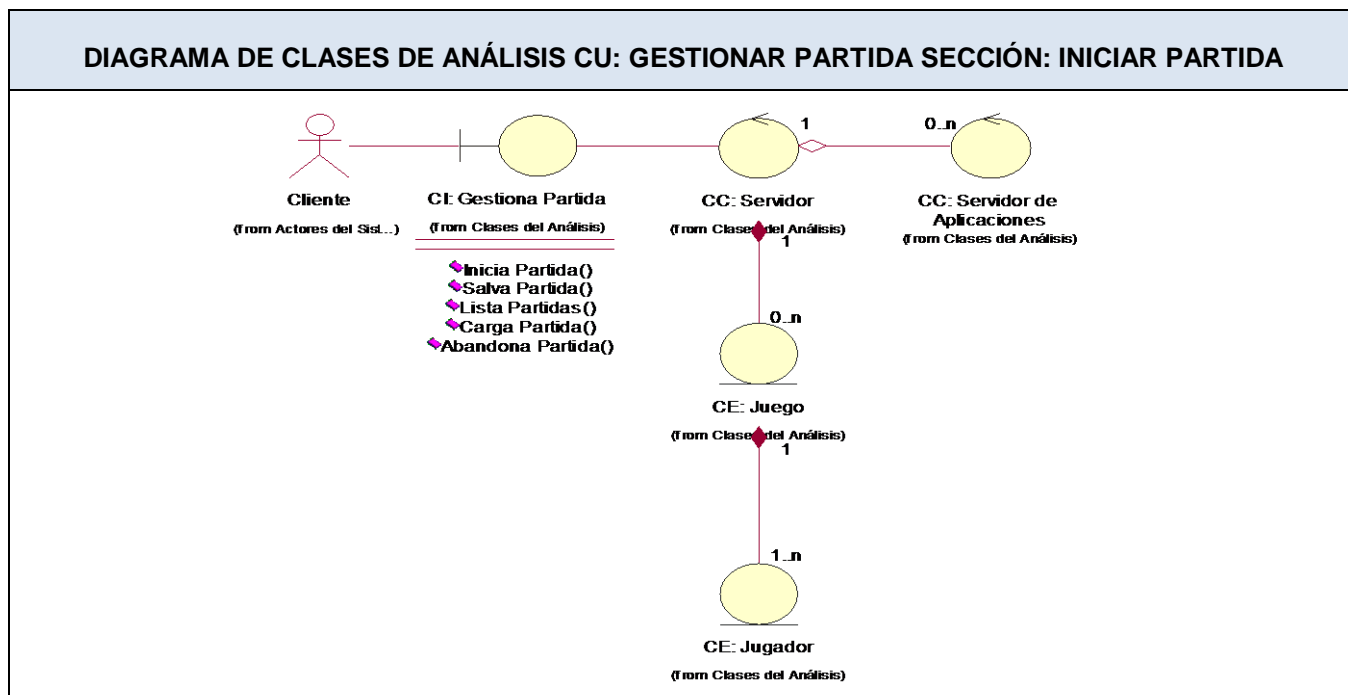 DIAGRAMA DE CLASES DE ANÁLISIS CU: GESTIONAR PARTIDA SECCIÓN: INICIAR PARTIDA
Cliente
(from Actores del Sist...)
CI: Gestiona Partida
(from Clases del Análisis)
Inicia Partida()
Salva Partida()
Lista Partidas()
Carga Partida()
Abandona Partida()
1
0..n
CC: Servidor
(from Clases del Análisis)
CC: Servidor de
Aplicaciones
(from Clases del Análisis)
1
0..n
CE: Juego
(from Clases del Análisis)
1
1..n
CE: Jugador
(from Clases del Análisis)